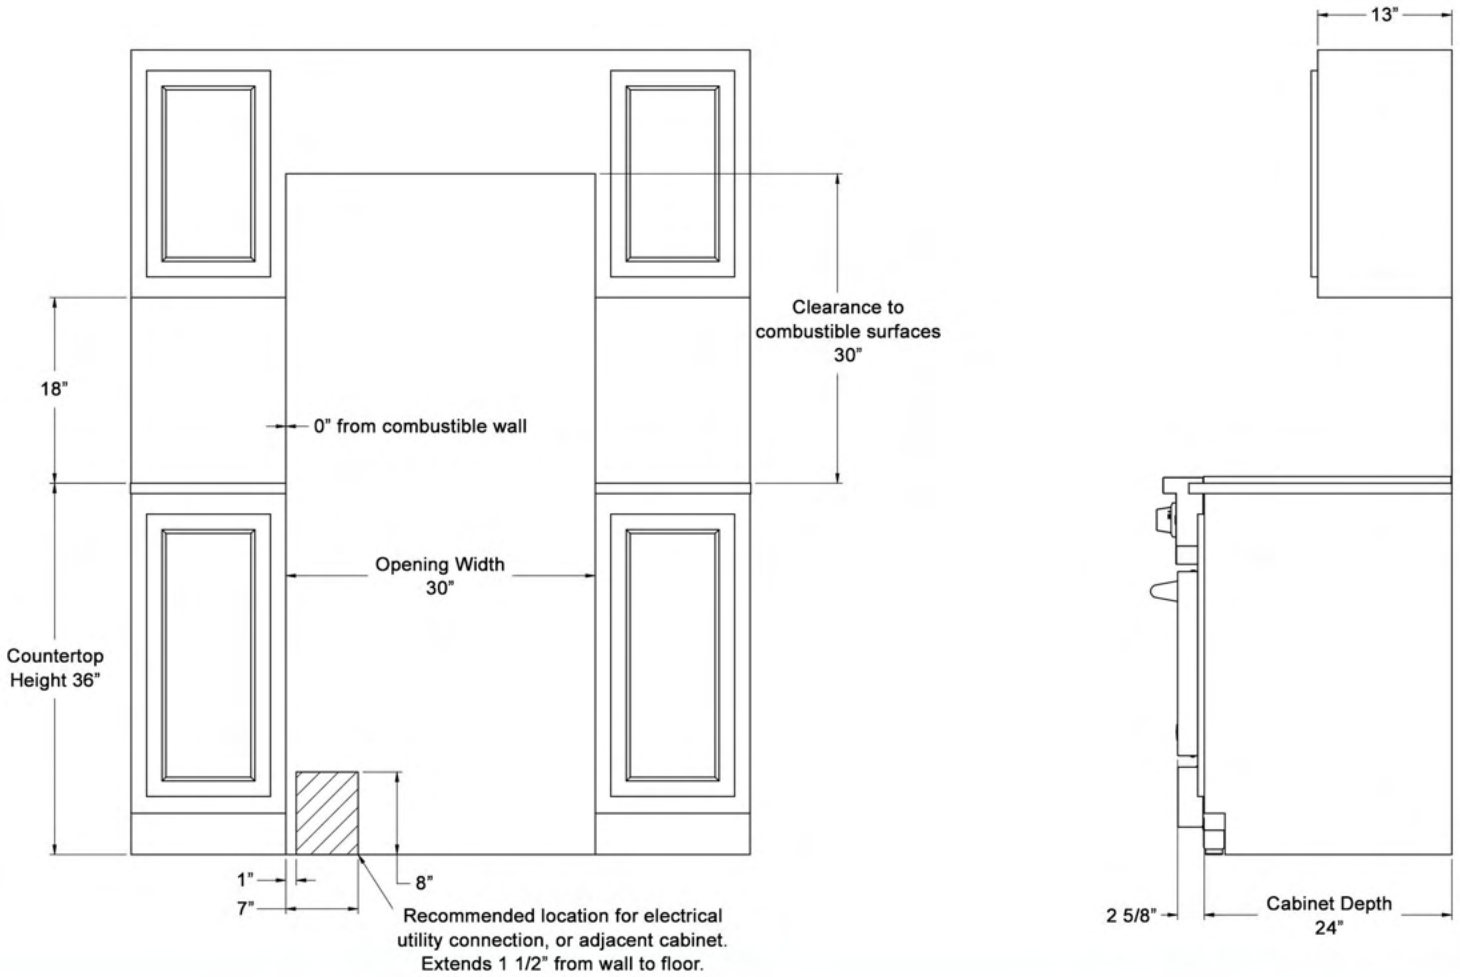 13”
Clearance to
combustible surfaces
30”
18”
0” from combustible wall
Opening Width
30”
Countertop
Height 36”
1”
8”
7”
Recommended location for electrical
utility connection, or adjacent cabinet.
Extends 1 1/2” from wall to floor.
2 5/8”
Cabinet Depth
24”